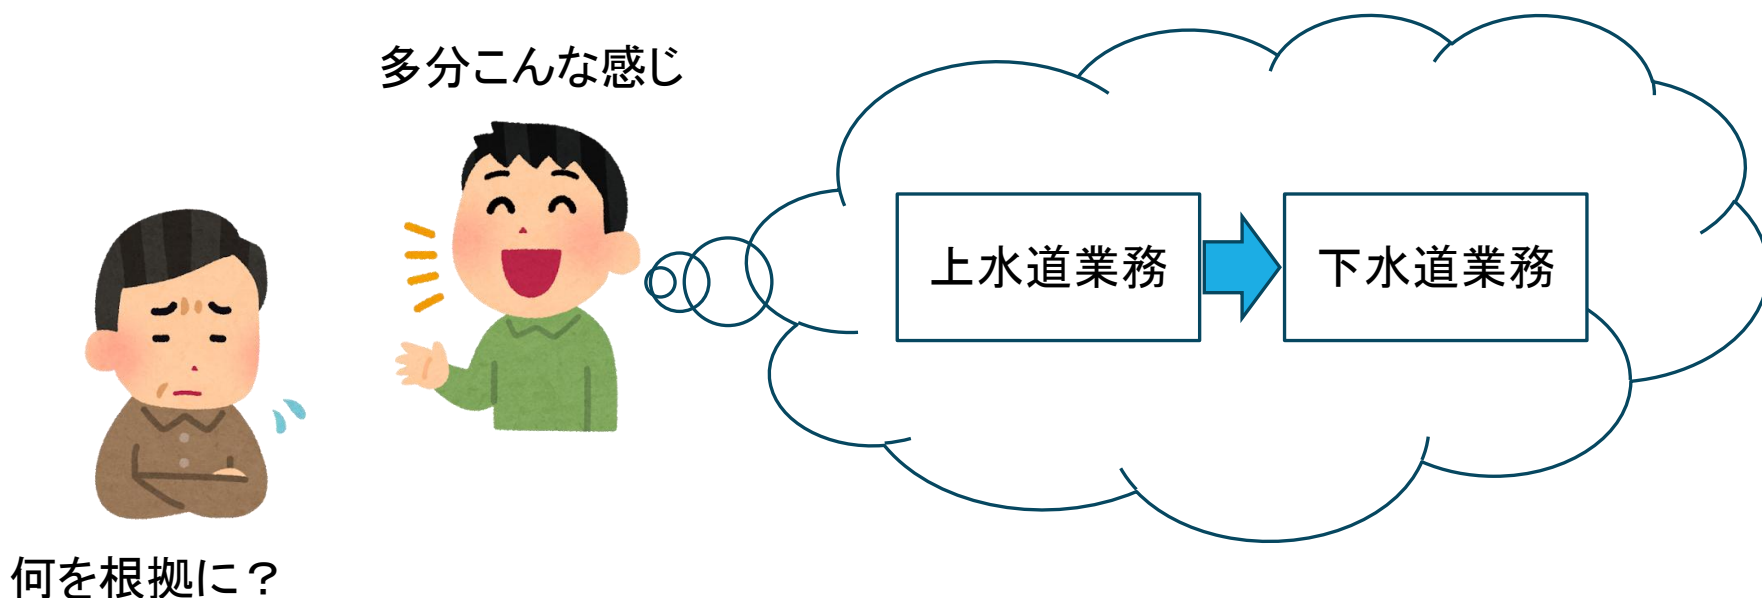 多分こんな感じ
上水道業務
下水道業務
何を根拠に？